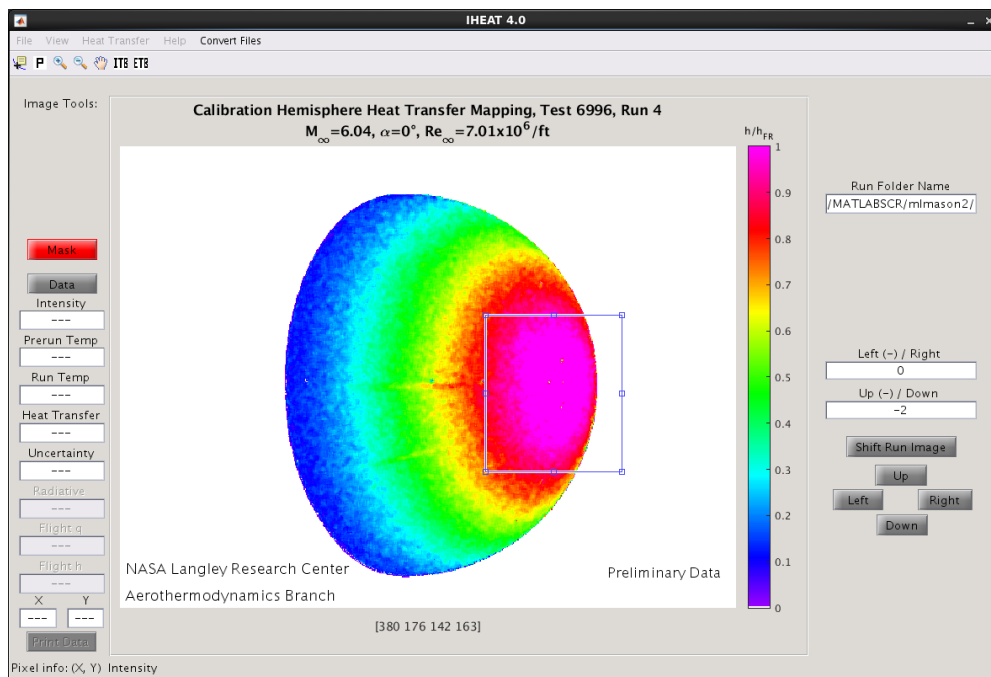 IHEAT 4.0
File View Heat Transfer Help Convert Files
P ITB ETB
Image Tools:
Calibration Hemisphere Heat Transfer Mapping, Test 6996, Run 4
M∞=6.04, α=0°, Re∞=7.01x10⁶/ft
h/hFR
1
0.9
0.8
0.7
0.6
0.5
0.4
0.3
0.2
0.1
0
Mask
Data
Intensity
---
Prerun Temp
---
Run Temp
---
Heat Transfer
---
Uncertainty
---
Radiative
---
Flight q
---
Flight h
---
X Y
--- ---
Print Data
NASA Langley Research Center
Aerothermodynamics Branch
Preliminary Data
[380 176 142 163]
Run Folder Name
/MATLABSCR/mlmason2/
Left (-) / Right
0
Up (-) / Down
-2
Shift Run Image
Up
Left Right
Down
Pixel info: (X, Y) Intensity